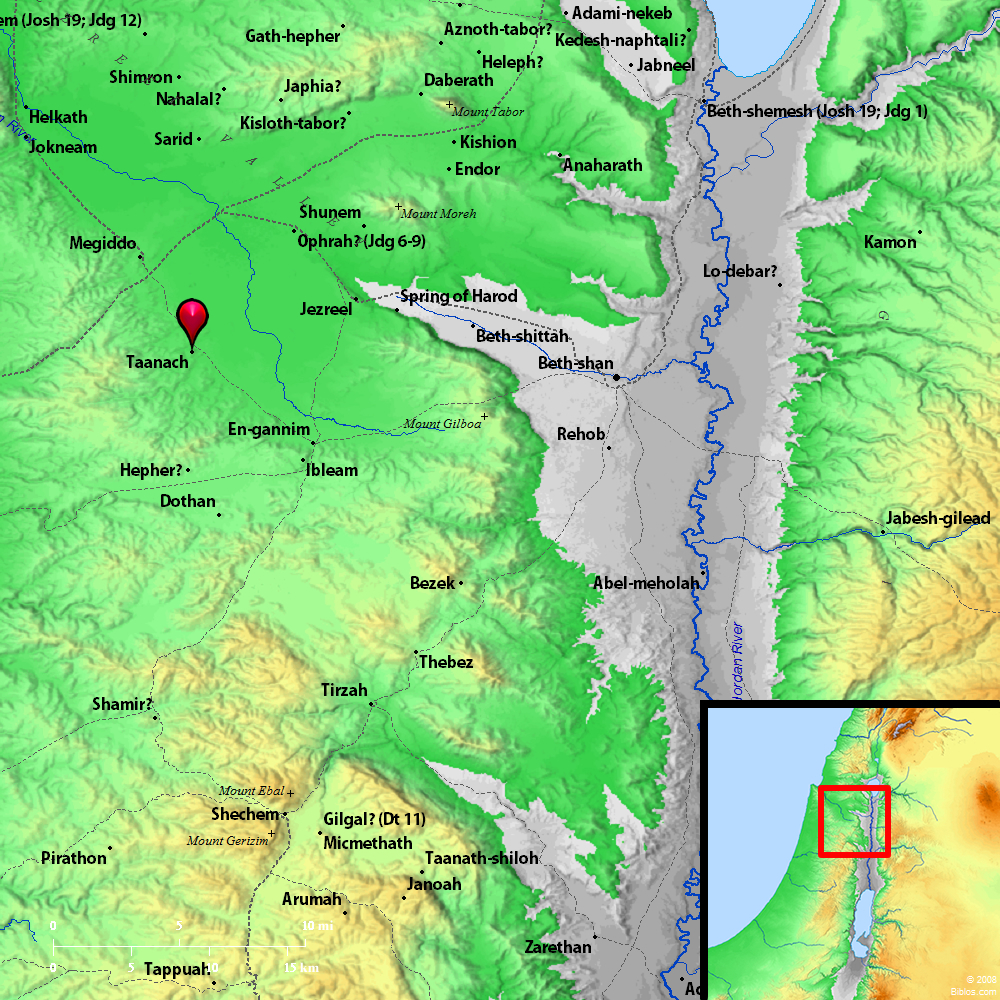 em (Josh 19; Jdg 12)
Adami-nekeb
Gath-hepher
Aznoth-tabor?
Kedesh-naphtali?
Heleph?
Jabneel
Shimron
Japhia?
Daberath
Nahalal?
Mount Tabor
Beth-shemesh (Josh 19; Jdg 1)
Helkath
Kisloth-tabor?
River
Sarid
Kishion
Jokneam
Endor
Anaharath
Shunem
Mount Moreh
Megiddo
Ophrah? (Jdg 6-9)
Kamon
Lo-debar?
Jezreel
Spring of Harod
G
Beth-shittah
Taanach
Beth-shan
En-gannim
Mount Gilboa
Rehob
Hepher?
Ibleam
Dothan
Jabesh-gilead
Bezek
Abel-meholah
Jordan River
Thebez
Tirzah
Shamir?
Mount Ebal
Shechem
Gilgal? (Dt 11)
Mount Gerizim
Micmethath
Pirathon
Taanath-shiloh
Janoah
Arumah
0 5 10 mi
Zarethan
5 10 15 km
Tappuah
© 2008
Biblos.com